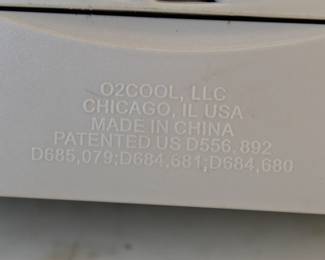 O2COOL, LLC
CHICAGO, IL USA
MADE IN CHINA
PATENTED US D556,892
D685,079;D684,681;D684,680